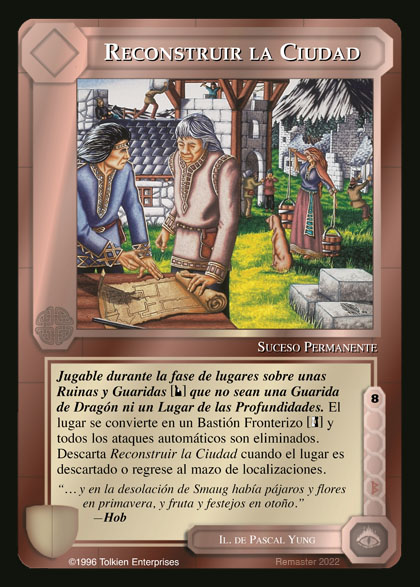 Reconstruir la Ciudad
Suceso Permanente
Jugable durante la fase de lugares sobre unas
Ruinas y Guaridas [] que no sean una Guarida
de Dragón ni un Lugar de las Profundidades. El
lugar se convierte en un Bastión Fronterizo [] y
todos los ataques automáticos son eliminados.
Descarta Reconstruir la Ciudad cuando el lugar es
descartado o regrese al mazo de localizaciones.
“… y en la desolación de Smaug había pájaros y flores
en primavera, y fruta y festejos en otoño.”
—Hob
8
Il. de Pascal Yung
©1996 Tolkien Enterprises
Remaster 2022